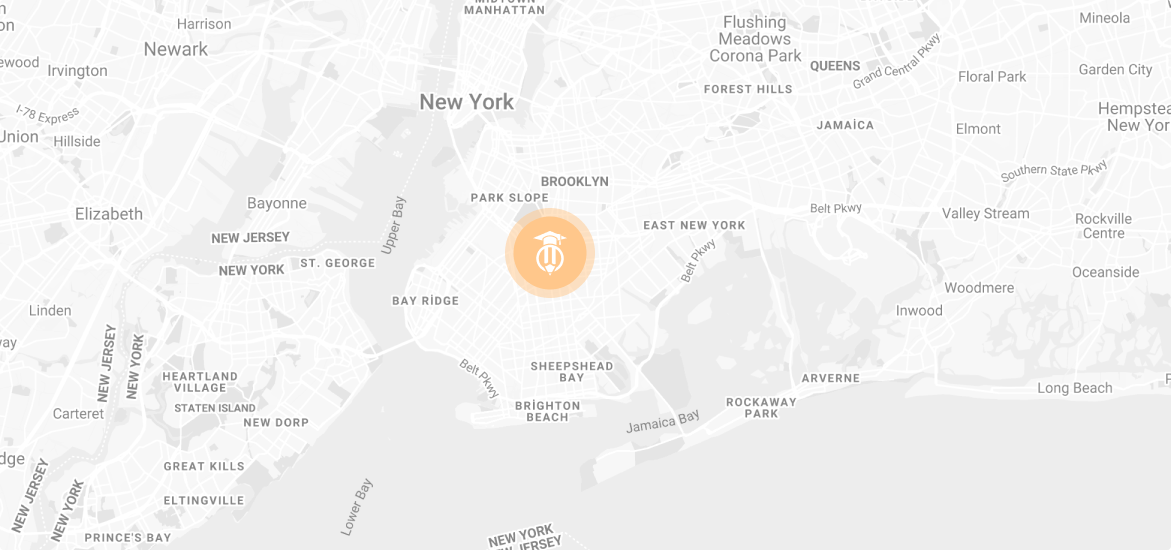 MIDTOWN
MANHATTAN
Harrison
Newark
Irvington
I-78 Express
Union
Hillside
Elizabeth
Bayonne
NEW JERSEY
NEW YORK
ST. GEORGE
Upper Bay
New York
BROOKLYN
PARK SLOPE
EAST NEW YORK
Belt Pkwy
BAY RİDGE
Flushing
Meadows
Corona Park
QUEENS
Grand Central Pkwy
FOREST HILLS
JAMAİCA
Mineola
Garden City
Floral Park
Hempstea
New Yor
Elmont
Southern State Pkwy
Belt Pkwy
Valley Stream
Rockville
Centre
Oceanside
Woodmere
Inwood
Linden
way
NEW JERSEY
NEW YORK
HEARTLAND
VILLAGE
STATEN ISLAND
NEW DORP
Carteret
GREAT KILLS
ELTINGVILLE
NEW JERSEY
NEW YORK
PRINCE'S BAY
Lower Bay
Belt Pkwy
SHEEPSHEAD
BAY
BRİGHTON
BEACH
Jamaica Bay
ROCKAWAY
PARK
ARVERNE
Long Beach
NEW YORK
NEW JERSEY